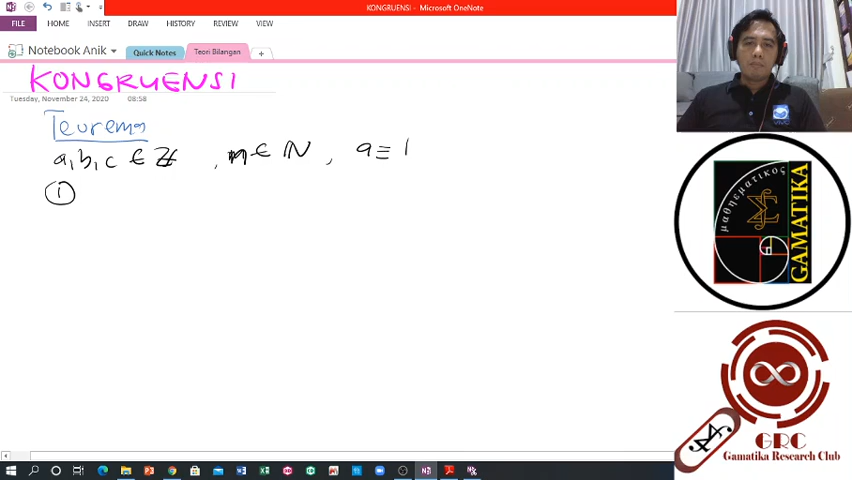 KONGRUENSI - Microsoft OneNote
FILE HOME INSERT DRAW HISTORY REVIEW VIEW
Notebook Anik Quick Notes Teori Bilangan +
KONGRUENSI
Tuesday, November 24, 2020 08:58
Teorema
a, b, c ∈ ℤ , m ∈ ℕ , a ≡ 1
①
μαθηεματικος
GAMATIKA
GRC
Gamatika Research Club